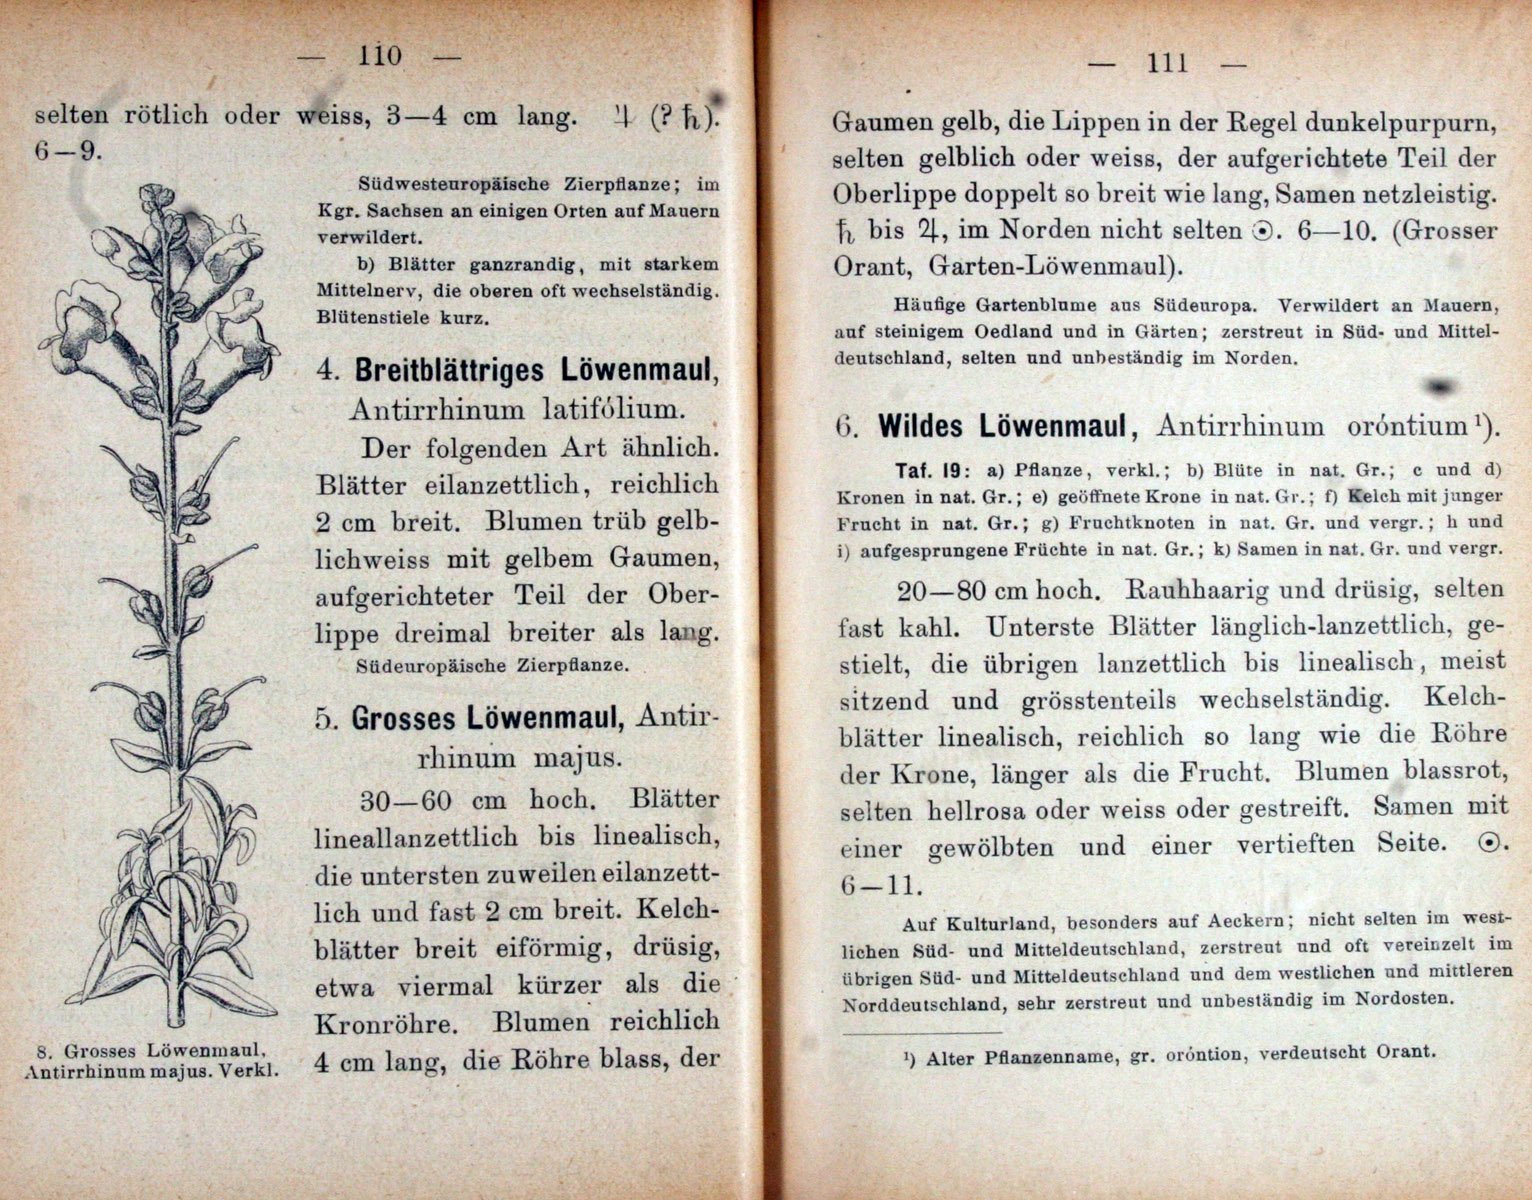 — 110 —
selten rötlich oder weiss, 3—4 cm lang. ♃ (? ♄).
6—9.
Südwesteuropäische Zierpflanze; im
Kgr. Sachsen an einigen Orten auf Mauern
verwildert.
b) Blätter ganzrandig, mit starkem
Mittelnerv, die oberen oft wechselständig.
Blütenstiele kurz.
4. Breitblättriges Löwenmaul,
Antirrhinum latifólium.
Der folgenden Art ähnlich.
Blätter eilanzettlich, reichlich
2 cm breit. Blumen trüb gelb-
lichweiss mit gelbem Gaumen,
aufgerichteter Teil der Ober-
lippe dreimal breiter als lang.
Südeuropäische Zierpflanze.
5. Grosses Löwenmaul, Antir-
rhinum majus.
30—60 cm hoch. Blätter
lineallanzettlich bis linealisch,
die untersten zuweilen eilanzett-
lich und fast 2 cm breit. Kelch-
blätter breit eiförmig, drüsig,
etwa viermal kürzer als die
Kronröhre. Blumen reichlich
4 cm lang, die Röhre blass, der
8. Grosses Löwenmaul,
Antirrhinum majus. Verkl.
— 111 —
Gaumen gelb, die Lippen in der Regel dunkelpurpurn,
selten gelblich oder weiss, der aufgerichtete Teil der
Oberlippe doppelt so breit wie lang, Samen netzleistig.
♄ bis ♃, im Norden nicht selten ☉. 6—10. (Grosser
Orant, Garten-Löwenmaul).
Häufige Gartenblume aus Südeuropa. Verwildert an Mauern,
auf steinigem Oedland und in Gärten; zerstreut in Süd- und Mittel-
deutschland, selten und unbeständig im Norden.
6. Wildes Löwenmaul, Antirrhinum oróntium ¹).
Taf. 19: a) Pflanze, verkl.; b) Blüte in nat. Gr.; c und d)
Kronen in nat. Gr.; e) geöffnete Krone in nat. Gr.; f) Kelch mit junger
Frucht in nat. Gr.; g) Fruchtknoten in nat. Gr. und vergr.; h und
i) aufgesprungene Früchte in nat. Gr.; k) Samen in nat. Gr. und vergr.
20—80 cm hoch. Rauhhaarig und drüsig, selten
fast kahl. Unterste Blätter länglich-lanzettlich, ge-
stielt, die übrigen lanzettlich bis linealisch, meist
sitzend und grösstenteils wechselständig. Kelch-
blätter linealisch, reichlich so lang wie die Röhre
der Krone, länger als die Frucht. Blumen blassrot,
selten hellrosa oder weiss oder gestreift. Samen mit
einer gewölbten und einer vertieften Seite. ☉.
6—11.
Auf Kulturland, besonders auf Aeckern; nicht selten im west-
lichen Süd- und Mitteldeutschland, zerstreut und oft vereinzelt im
übrigen Süd- und Mitteldeutschland und dem westlichen und mittleren
Norddeutschland, sehr zerstreut und unbeständig im Nordosten.
¹) Alter Pflanzenname, gr. oróntion, verdeutscht Orant.